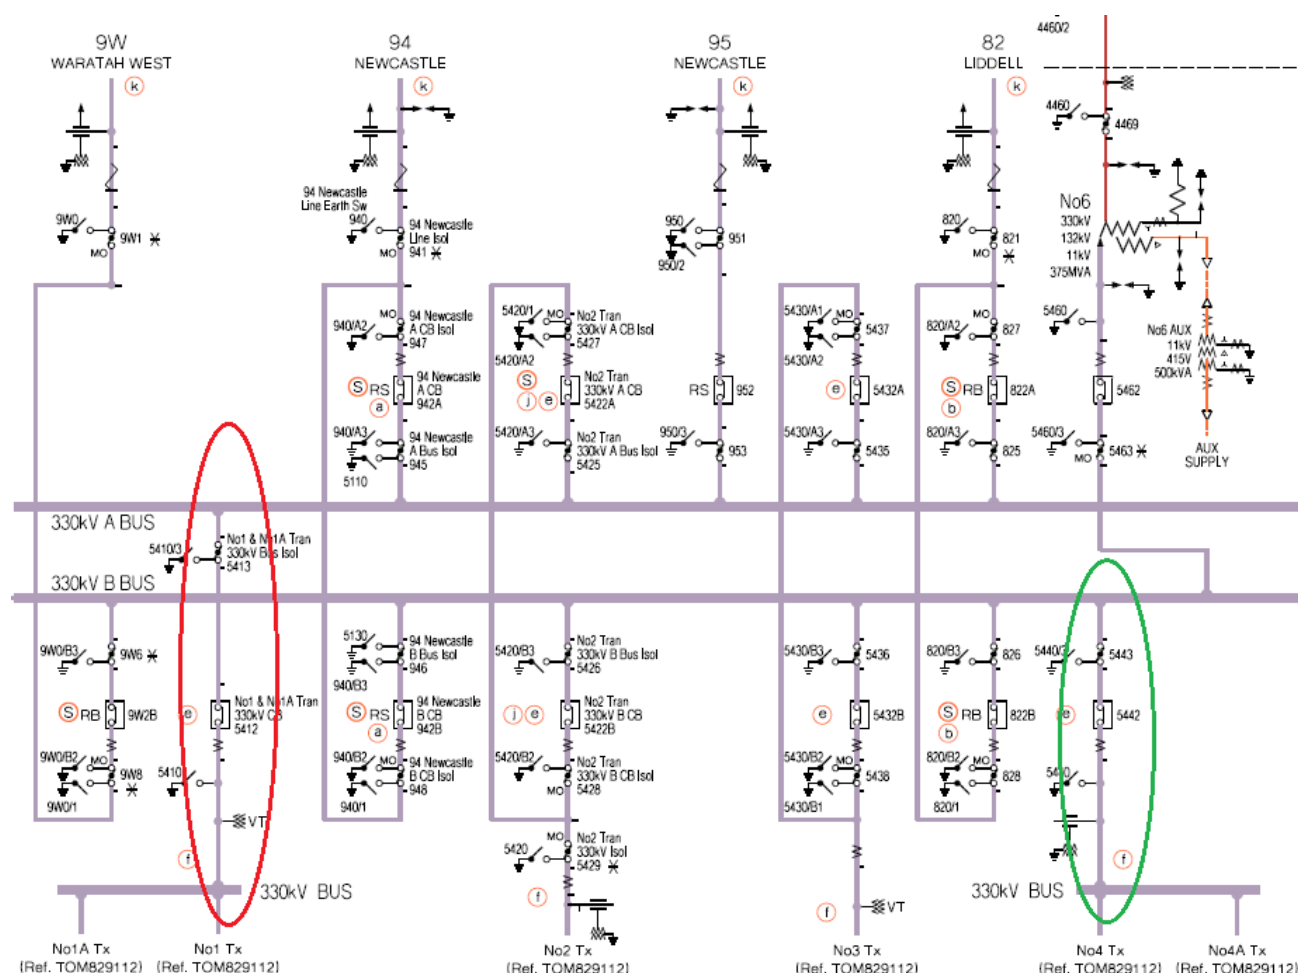 9W
WARATAH WEST
k
94
NEWCASTLE
k
95
NEWCASTLE
k
82
LIDDELL
k
4460/2
4460
4469
94 Newcastle
Line Earth Sw
9W0
9W1
MO
940
94 Newcastle
Line Isol
941
MO
950
951
950/2
820
821
MO
No6
330kV
132kV
11kV
375MVA
MO
940/A2
94 Newcastle
A CB Isol
947
5420/1
MO
No2 Tran
330kV A CB Isol
5427
5420/A2
5430/A1
MO
5437
5430/A2
820/A2
MO
827
5460
No6 AUX
11kV
415V
500kVA
S
RS
a
94 Newcastle
A CB
942A
S
j
e
No2 Tran
330kV A CB
5422A
RS
952
e
5432A
S
RB
b
822A
5462
940/A3
94 Newcastle
A Bus Isol
945
5110
5420/A3
No2 Tran
330kV A Bus Isol
5425
950/3
953
5430/A3
5435
820/A3
825
5460/3
MO
5463
AUX
SUPPLY
330kV A BUS
5410/3
No1 & No1A Tran
330kV Bus Isol
5413
330kV B BUS
9W0/B3
9W6
5130
94 Newcastle
B Bus Isol
946
940/B3
5420/B3
No2 Tran
330kV B Bus Isol
5426
5430/B3
5436
820/B3
826
5443
S
RB
9W2B
e
No1 & No1A Tran
330kV CB
5412
S
RS
a
94 Newcastle
B CB
942B
j
e
No2 Tran
330kV B CB
5422B
e
5432B
S
RB
b
822B
e
5442
9W0/B2
MO
9W8
9W0/1
5410
940/B2
MO
94 Newcastle
B CB Isol
948
940/1
5420/B2
No2 Tran
330kV B CB Isol
5428
MO
5430/B2
MO
5438
5430/B1
820/B2
MO
828
820/1
VT
f
5420
MO
No2 Tran
330kV Isol
5429
f
f
VT
f
330kV BUS
330kV BUS
No1A Tx
(Ref. TOM829112)
No1 Tx
(Ref. TOM829112)
No2 Tx
(Ref. TOM829112)
No3 Tx
(Ref. TOM829112)
No4 Tx
(Ref. TOM829112)
No4A Tx
(Ref. TOM829112)